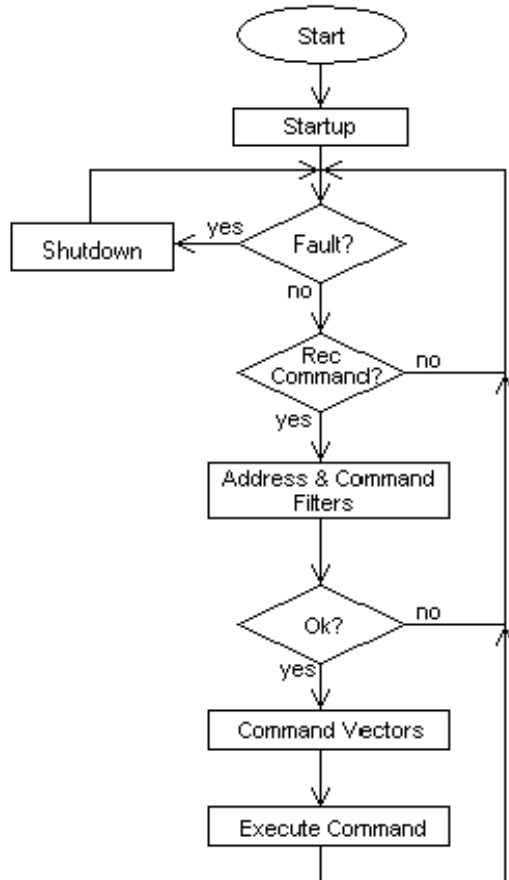 Start
Startup
yes
Shutdown
Fault?
no
Rec
Command?
no
yes
Address & Command
Filters
Ok?
no
yes
Command Vectors
Execute Command